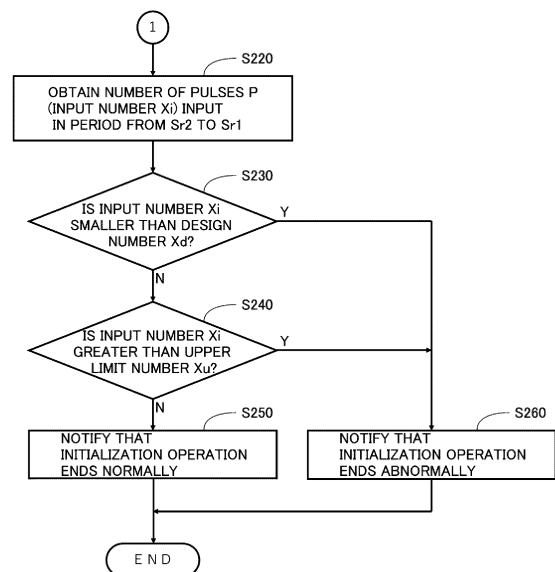 1
S220
OBTAIN NUMBER OF PULSES P
(INPUT NUMBER Xi) INPUT
IN PERIOD FROM Sr2 TO Sr1
S230
IS INPUT NUMBER Xi
SMALLER THAN DESIGN
NUMBER Xd?
Y
N
S240
IS INPUT NUMBER Xi
GREATER THAN UPPER
LIMIT NUMBER Xu?
Y
N
S250
NOTIFY THAT
INITIALIZATION OPERATION
ENDS NORMALLY
S260
NOTIFY THAT
INITIALIZATION OPERATION
ENDS ABNORMALLY
END